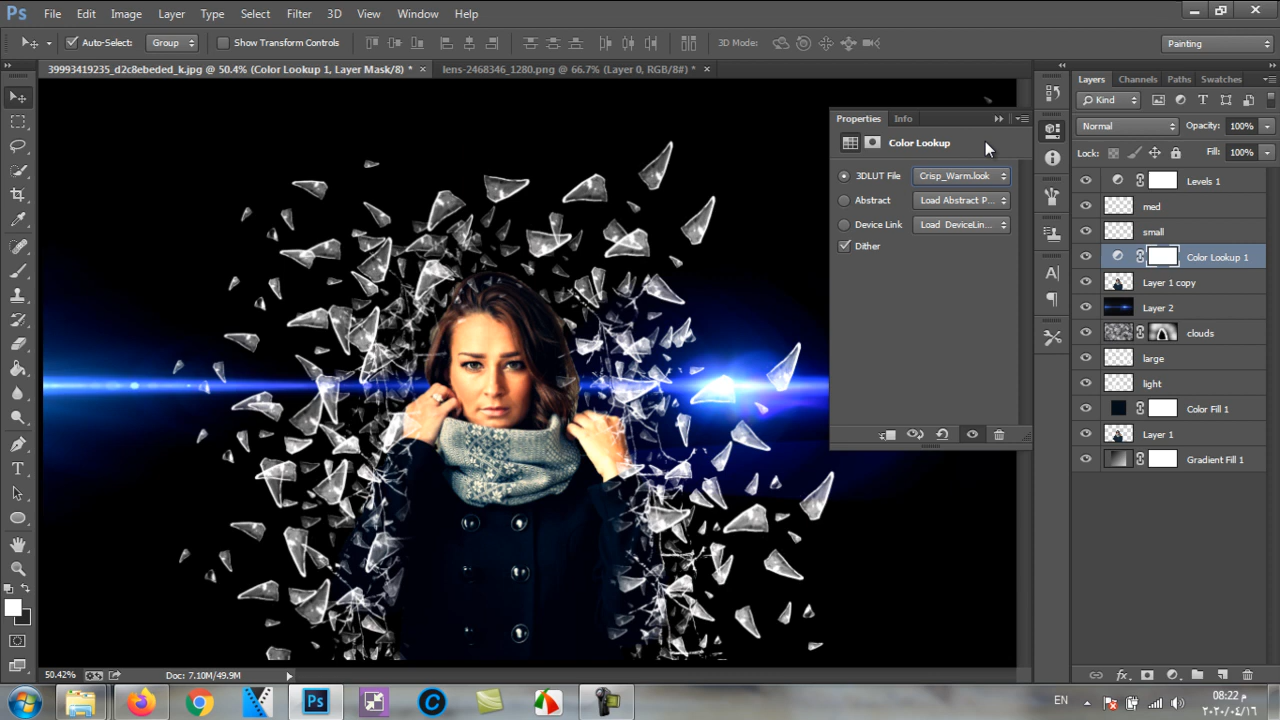 Ps File Edit Image Layer Type Select Filter 3D View Window Help
Auto-Select: Group Show Transform Controls 3D Mode: Painting
39993419235_d2c8ebeded_k.jpg @ 50.4% (Color Lookup 1, Layer Mask/8) * × lens-2468346_1280.png @ 66.7% (Layer 0, RGB/8#) * ×
Layers Channels Paths Swatches
Kind
Normal Opacity: 100%
Lock: Fill: 100%
Levels 1
med
small
Color Lookup 1
Layer 1 copy
Layer 2
clouds
large
light
Color Fill 1
Layer 1
Gradient Fill 1
Properties Info
Color Lookup
3DLUT File Crisp_Warm.look
Abstract Load Abstract P...
Device Link Load DeviceLin...
Dither
50.42% Doc: 7.10M/49.9M
Ps
EN
08:22 م
٢٠٢٠/٠٤/١٦